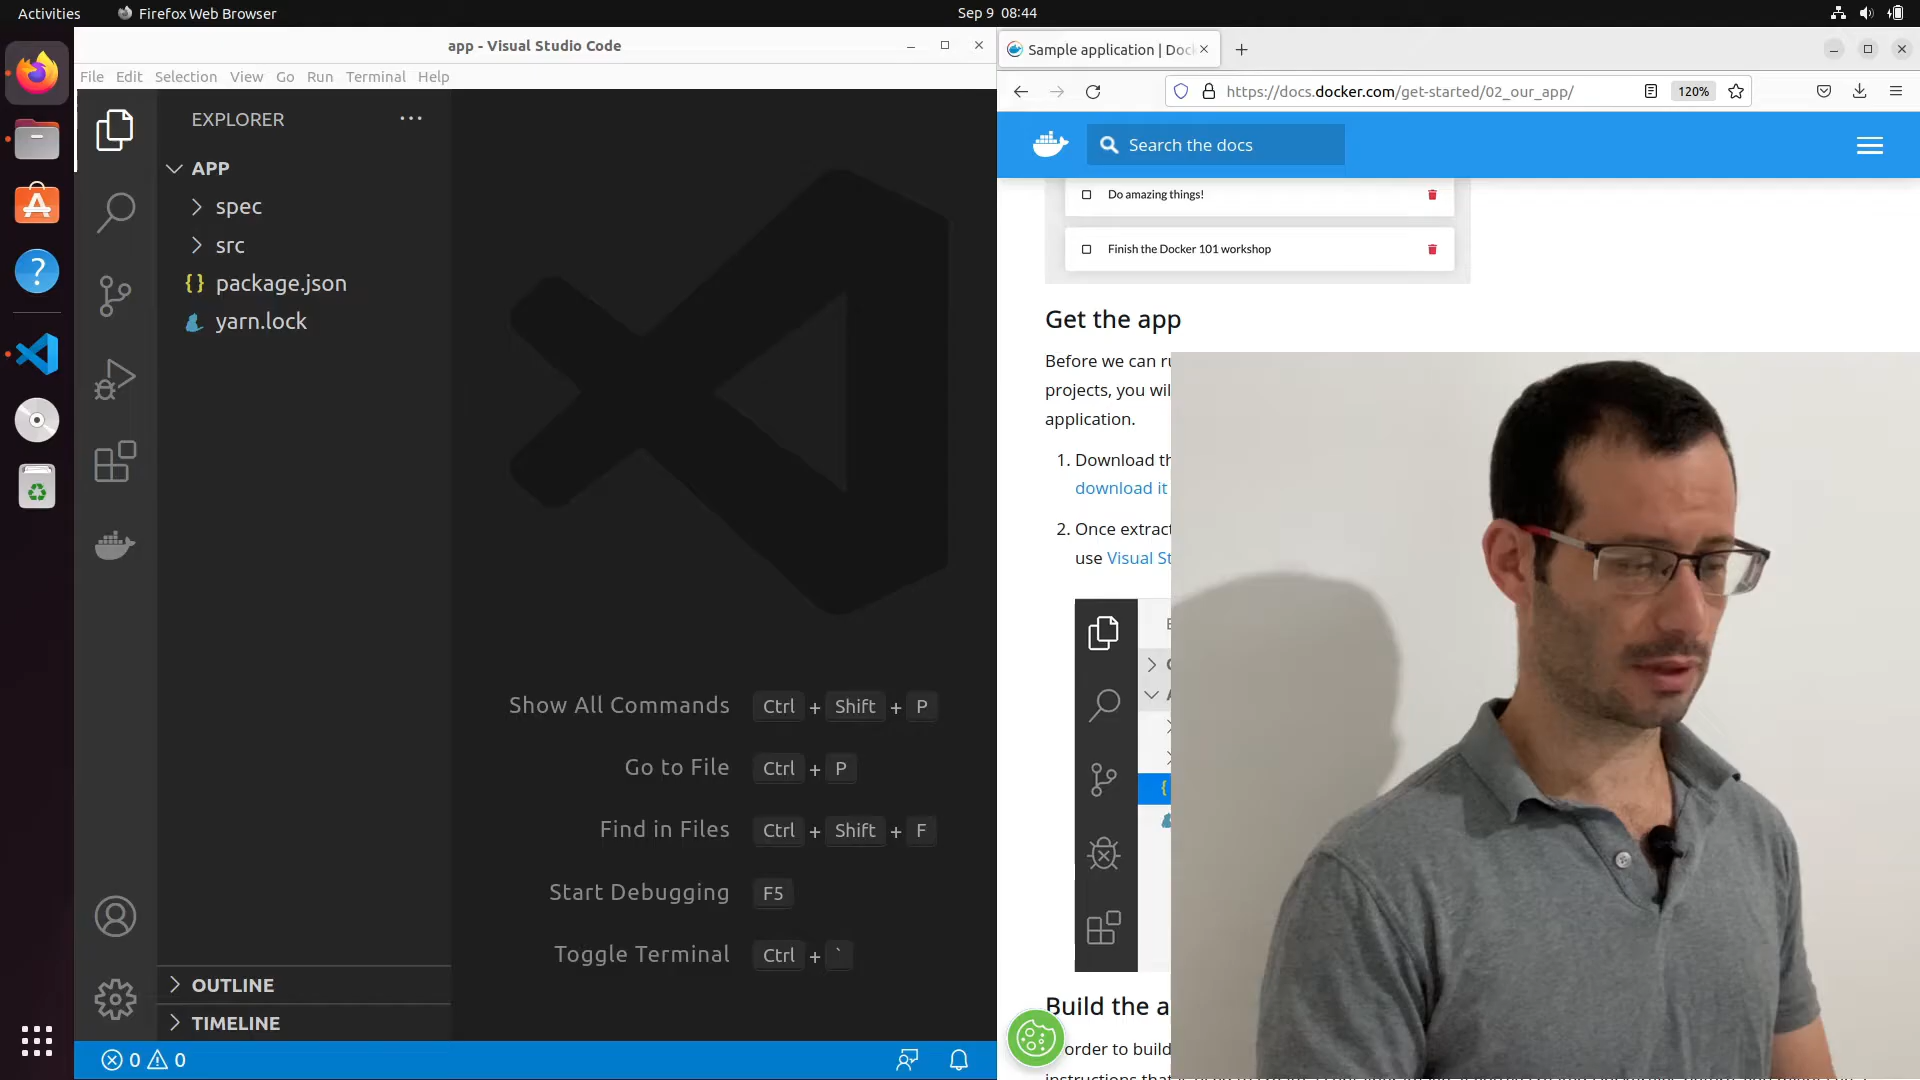 Activities
Firefox Web Browser
Sep 9 08:44
app - Visual Studio Code
File Edit Selection View Go Run Terminal Help
EXPLORER
APP
spec
src
package.json
yarn.lock
Show All Commands Ctrl + Shift + P
Go to File Ctrl + P
Find in Files Ctrl + Shift + F
Start Debugging F5
Toggle Terminal Ctrl + `
OUTLINE
TIMELINE
0 0
Sample application | Doc
https://docs.docker.com/get-started/02_our_app/
120%
Search the docs
Do amazing things!
Finish the Docker 101 workshop
Get the app
Before we can
projects, you
application.
1. Download
download it
2. Once
use Visual
Build the
order to build
instructions